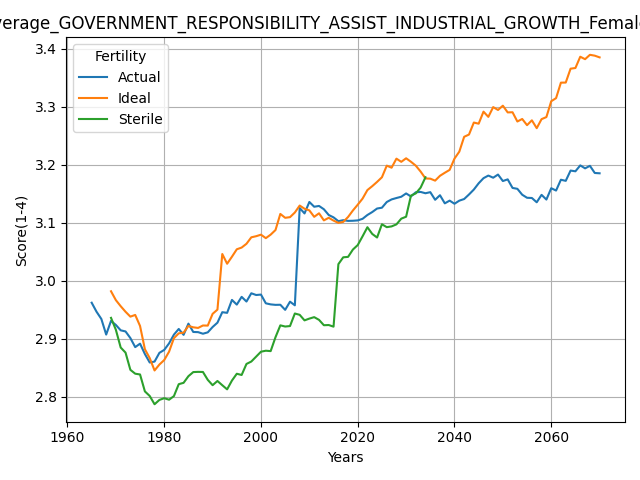 verage_GOVERNMENT_RESPONSIBILITY_ASSIST_INDUSTRIAL_GROWTH_Female
Fertility
Actual
Ideal
Sterile
Score(1-4)
3.4
3.3
3.2
3.1
3.0
2.9
2.8
1960 1980 2000 2020 2040 2060
Years